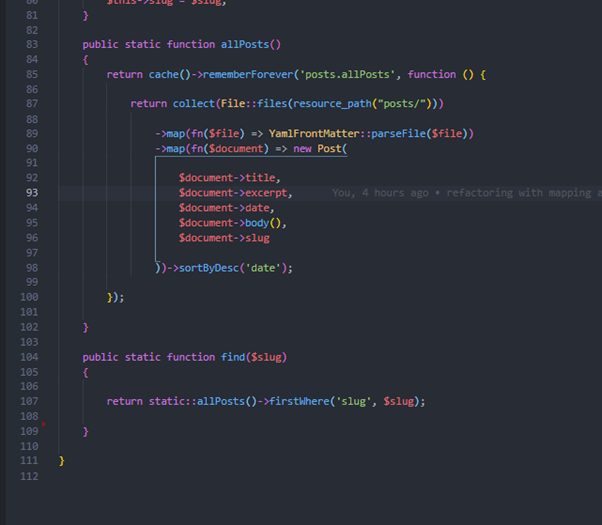 80 $this->slug = $slug;
81 }
82
83 public static function allPosts()
84 {
85 return cache()->rememberForever('posts.allPosts', function () {
86
87 return collect(File::files(resource_path("posts/")))
88
89 ->map(fn($file) => YamlFrontMatter::parseFile($file))
90 ->map(fn($document) => new Post(
91
92 $document->title,
93 $document->excerpt, You, 4 hours ago • refactoring with mapping a
94 $document->date,
95 $document->body(),
96 $document->slug
97
98 ))->sortByDesc('date');
99
100 });
101
102 }
103
104 public static function find($slug)
105 {
106
107 return static::allPosts()->firstWhere('slug', $slug);
108
109 }
110
111 }
112